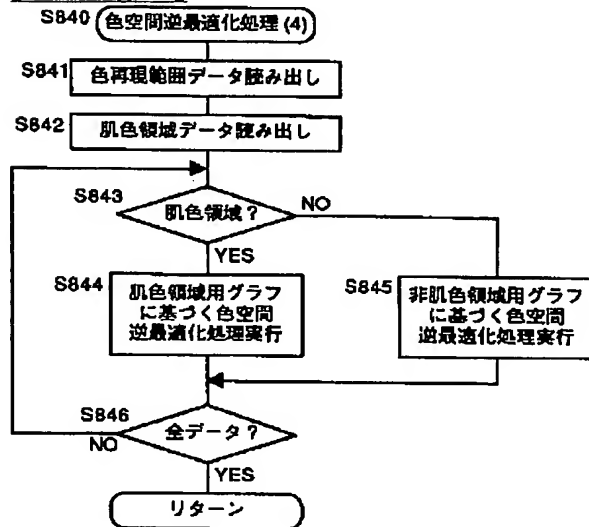 S840 色空間逆最適化処理(4)
S841 色再現範囲データ読み出し
S842 肌色領域データ読み出し
S843
肌色領域？
NO
YES
S844
肌色領域用グラフ
に基づく色空間
逆最適化処理実行
S845
非肌色領域用グラフ
に基づく色空間
逆最適化処理実行
S846
全データ？
NO
YES
リターン